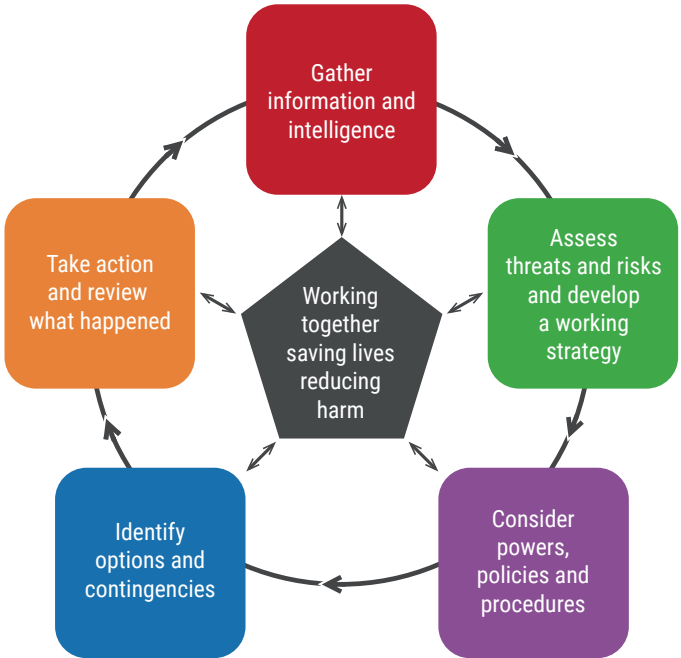 Gather
information and
intelligence
Assess
threats and risks
and develop
a working
strategy
Consider
powers,
policies and
procedures
Identify
options and
contingencies
Take action
and review
what happened
Working
together
saving lives
reducing
harm